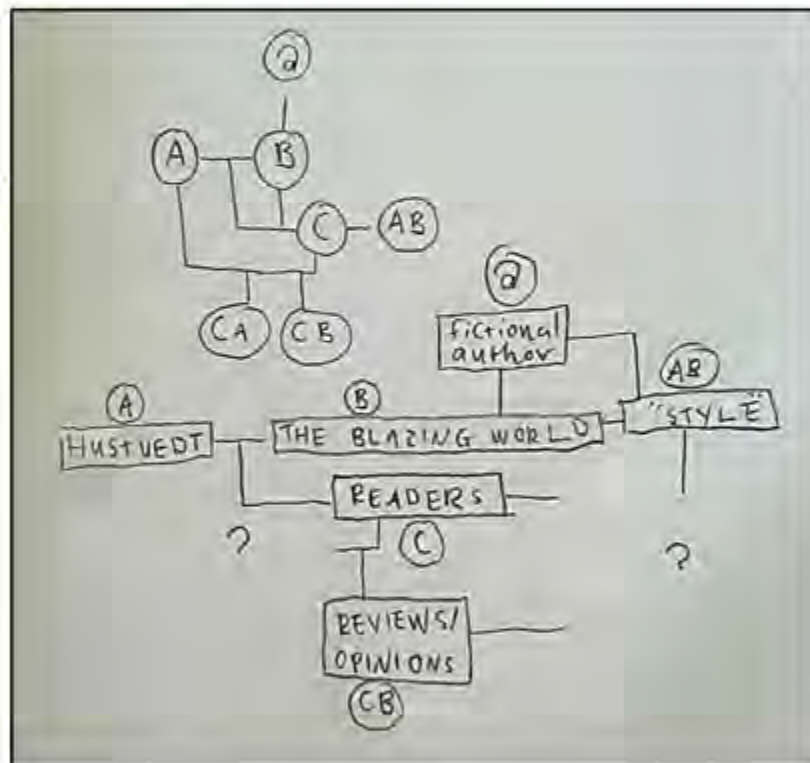 a
A B
C AB
CA CB
a
fictional
author
A B AB
HUSTVEDT THE BLAZING WORLD "STYLE"
READERS
? C ?
REVIEWS/
OPINIONS
CB